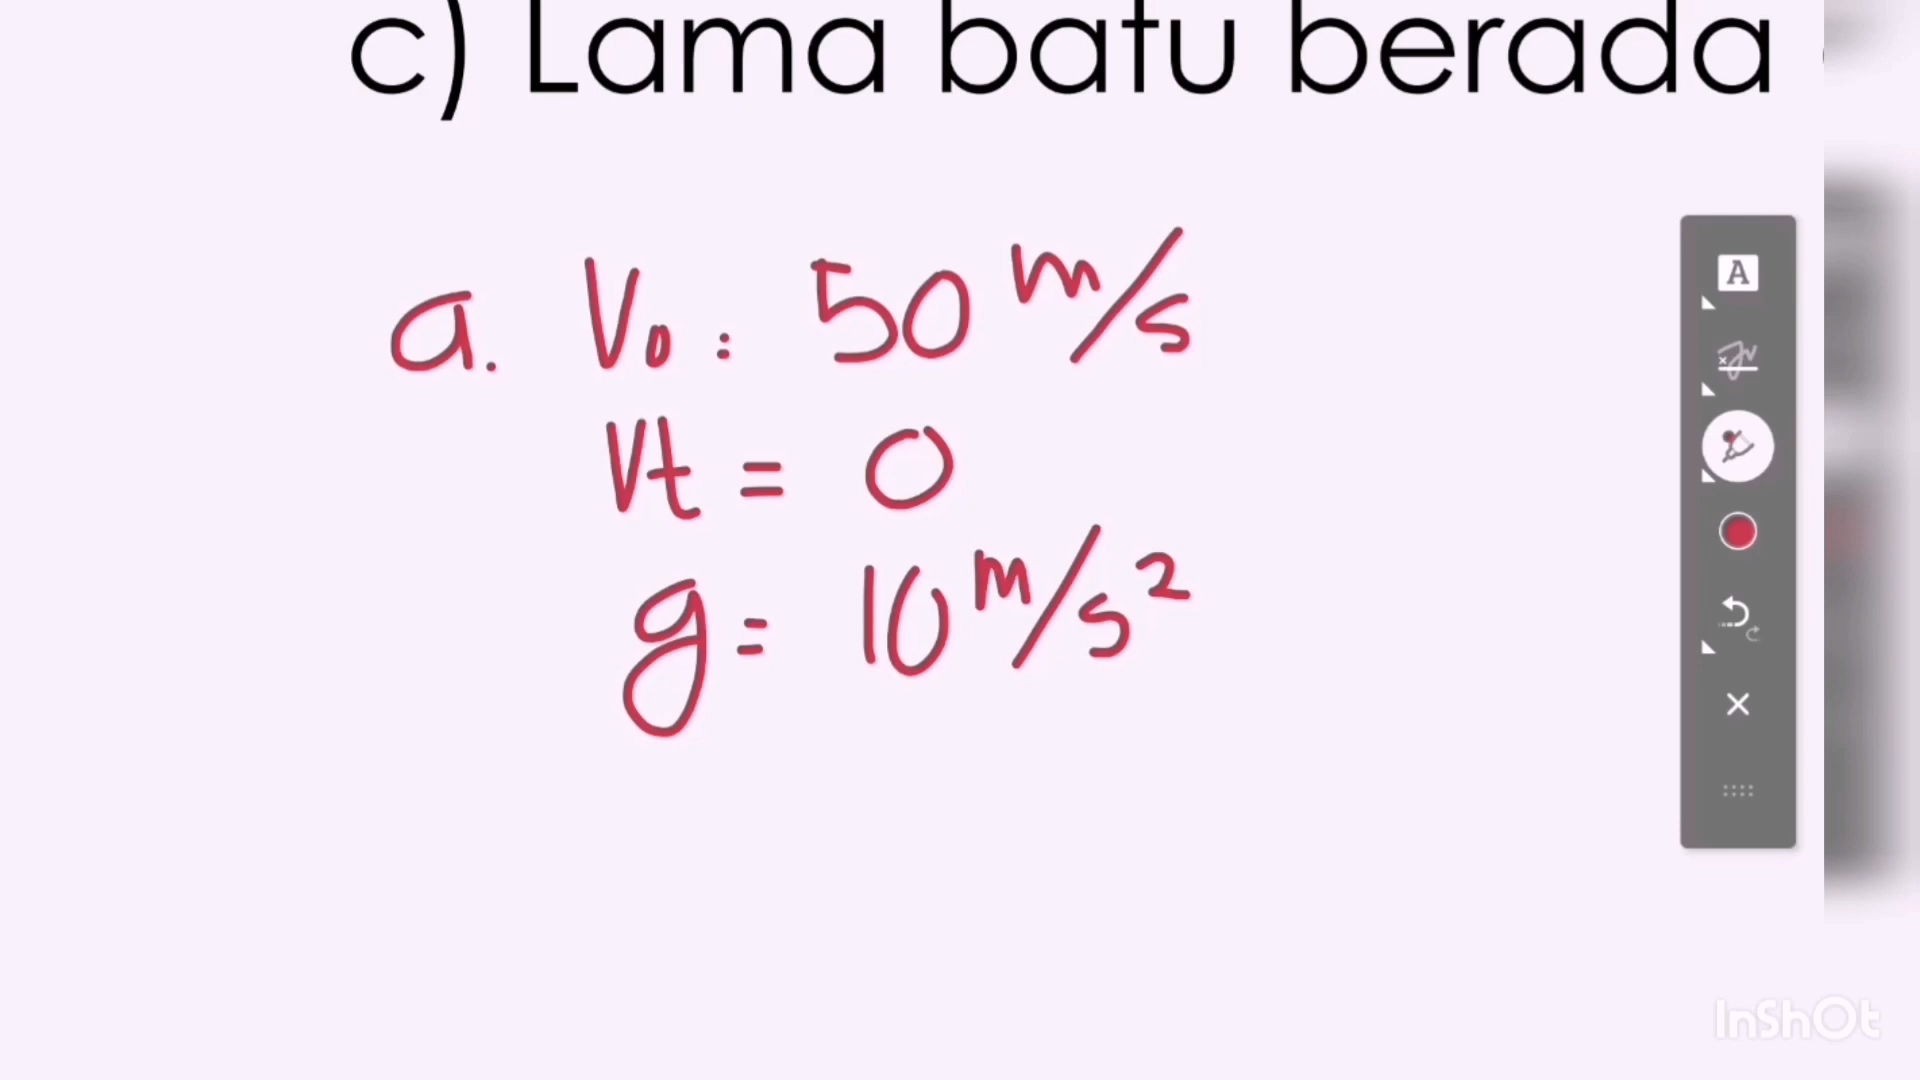 c) Lama batu berada
a. V₀ : 50 m/s
Vt = 0
g = 10 m/s²
A
InShOt